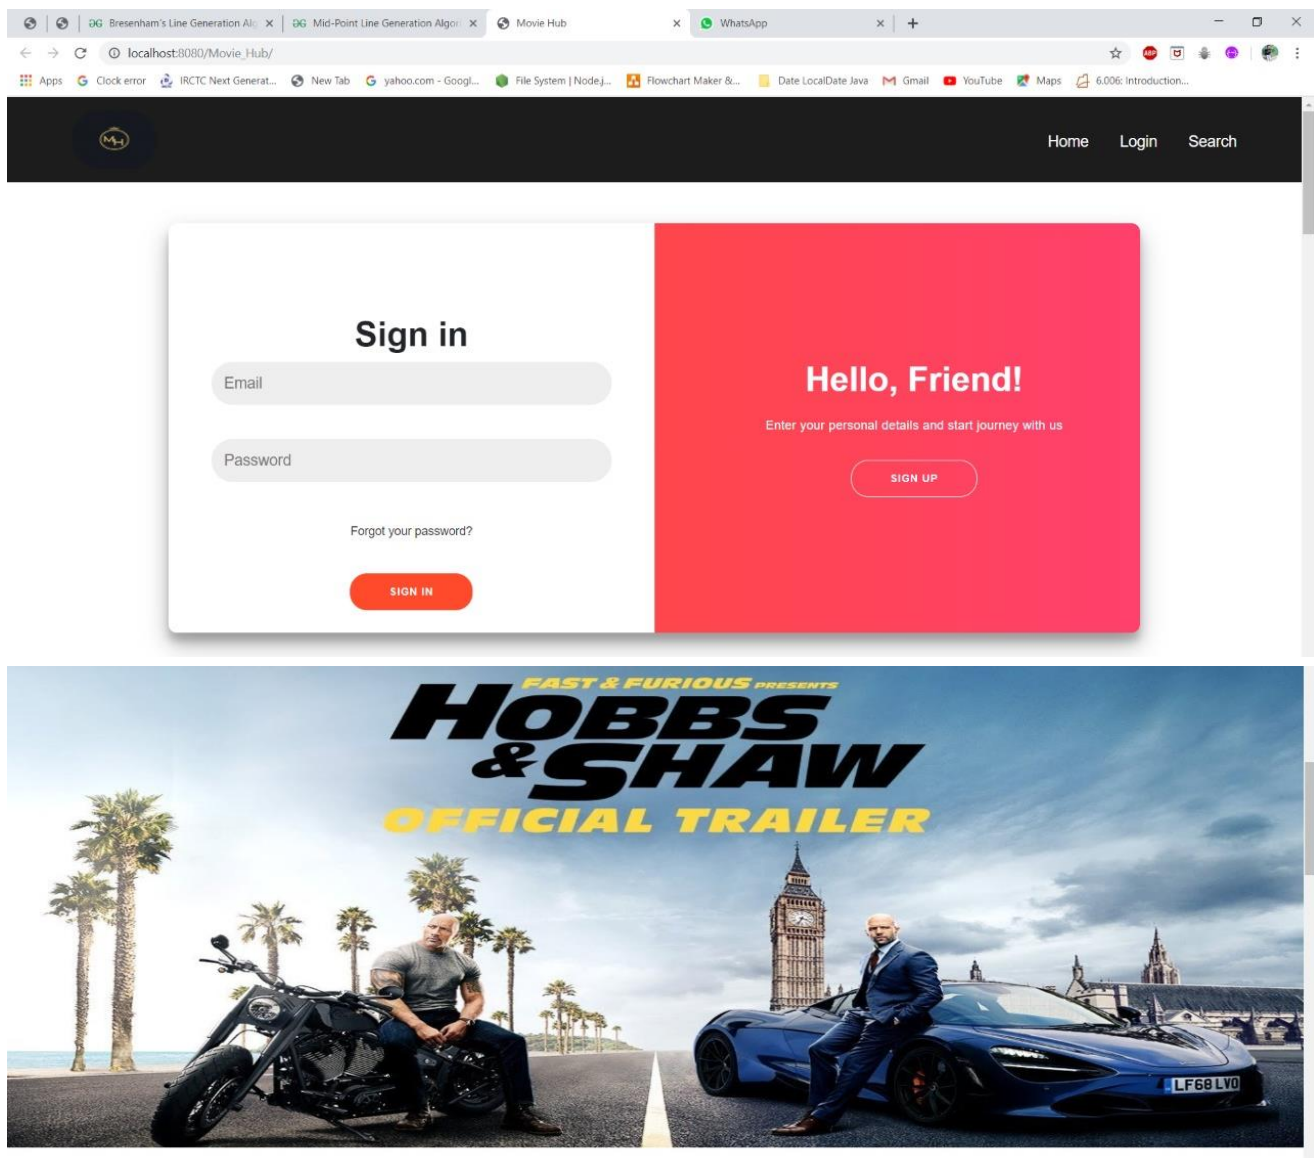 Bresenham's Line Generation Alg
Mid-Point Line Generation Algori
Movie Hub
WhatsApp
localhost:8080/Movie_Hub/
ABP
Apps
Clock error
IRCTC Next Generat...
New Tab
yahoo.com - Googl...
File System | Node.j...
Flowchart Maker &...
Date LocalDate Java
Gmail
YouTube
Maps
6.006: Introduction...
MH
Home
Login
Search
Sign in
Email
Password
Forgot your password?
SIGN IN
Hello, Friend!
Enter your personal details and start journey with us
SIGN UP
FAST & FURIOUS PRESENTS
HOBBS
& SHAW
OFFICIAL TRAILER
LF68 LVO